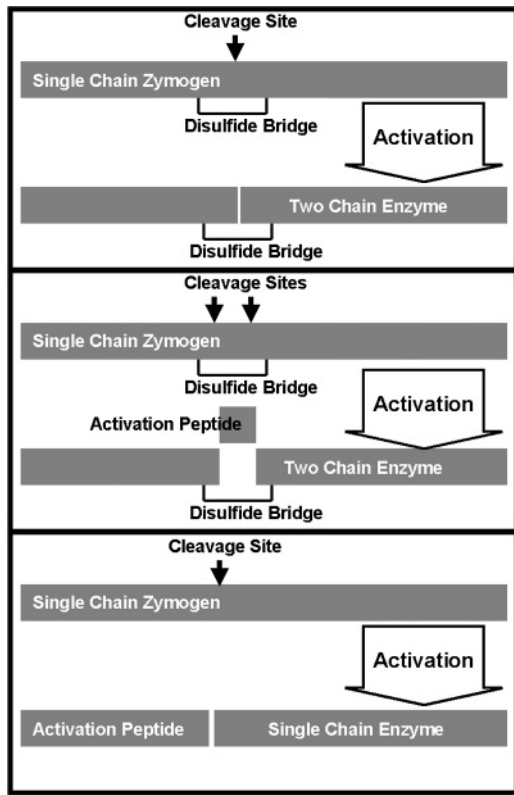 Cleavage Site
Single Chain Zymogen
Disulfide Bridge
Activation
Two Chain Enzyme
Disulfide Bridge
Cleavage Sites
Single Chain Zymogen
Disulfide Bridge
Activation
Activation Peptide
Two Chain Enzyme
Disulfide Bridge
Cleavage Site
Single Chain Zymogen
Activation
Activation Peptide
Single Chain Enzyme